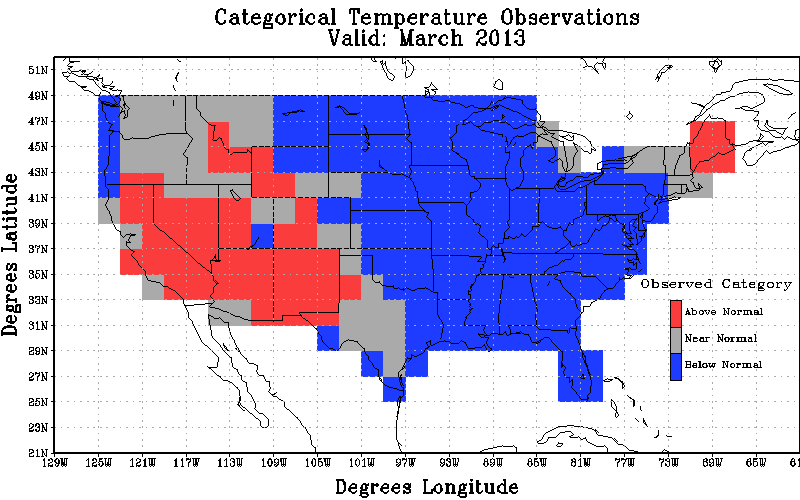 Categorical Temperature Observations
Valid: March 2013
Degrees Latitude
51N
49N
47N
45N
43N
41N
39N
37N
35N
33N
31N
29N
27N
25N
23N
21N
Observed Category
Above Normal
Near Normal
Below Normal
129W 125W 121W 117W 113W 109W 105W 101W 97W 93W 89W 85W 81W 77W 73W 69W 65W 61
Degrees Longitude